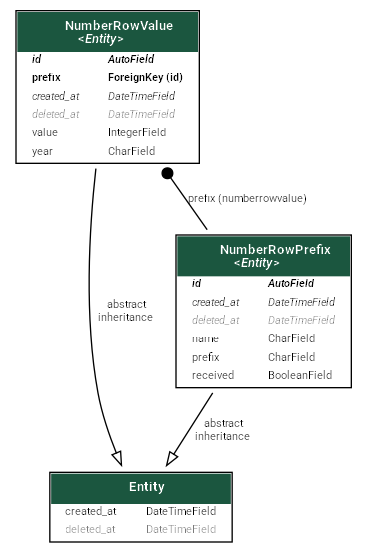 NumberRowValue
<Entity>
id AutoField
prefix ForeignKey (id)
created_at DateTimeField
deleted_at DateTimeField
value IntegerField
year CharField
prefix (numberrowvalue)
NumberRowPrefix
<Entity>
id AutoField
created_at DateTimeField
deleted_at DateTimeField
name CharField
prefix CharField
received BooleanField
abstract
inheritance
abstract
inheritance
Entity
created_at DateTimeField
deleted_at DateTimeField